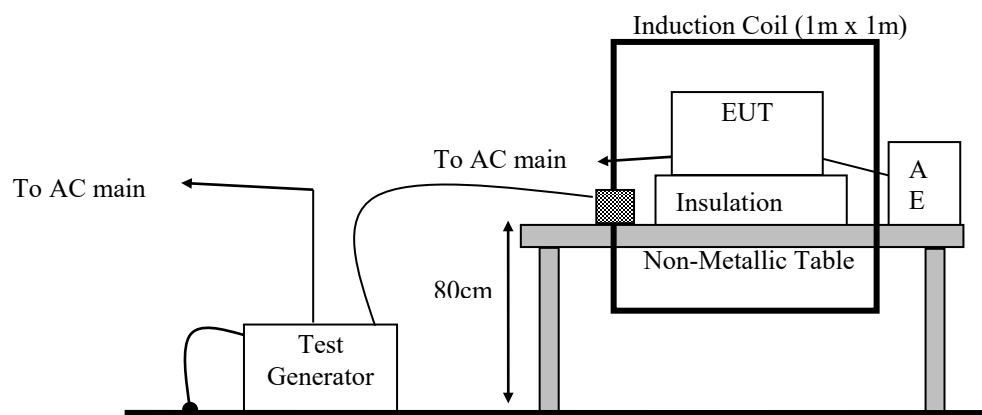 Induction Coil (1m x 1m)
EUT
To AC main
To AC main
A
E
Insulation
Non-Metallic Table
80cm
Test
Generator